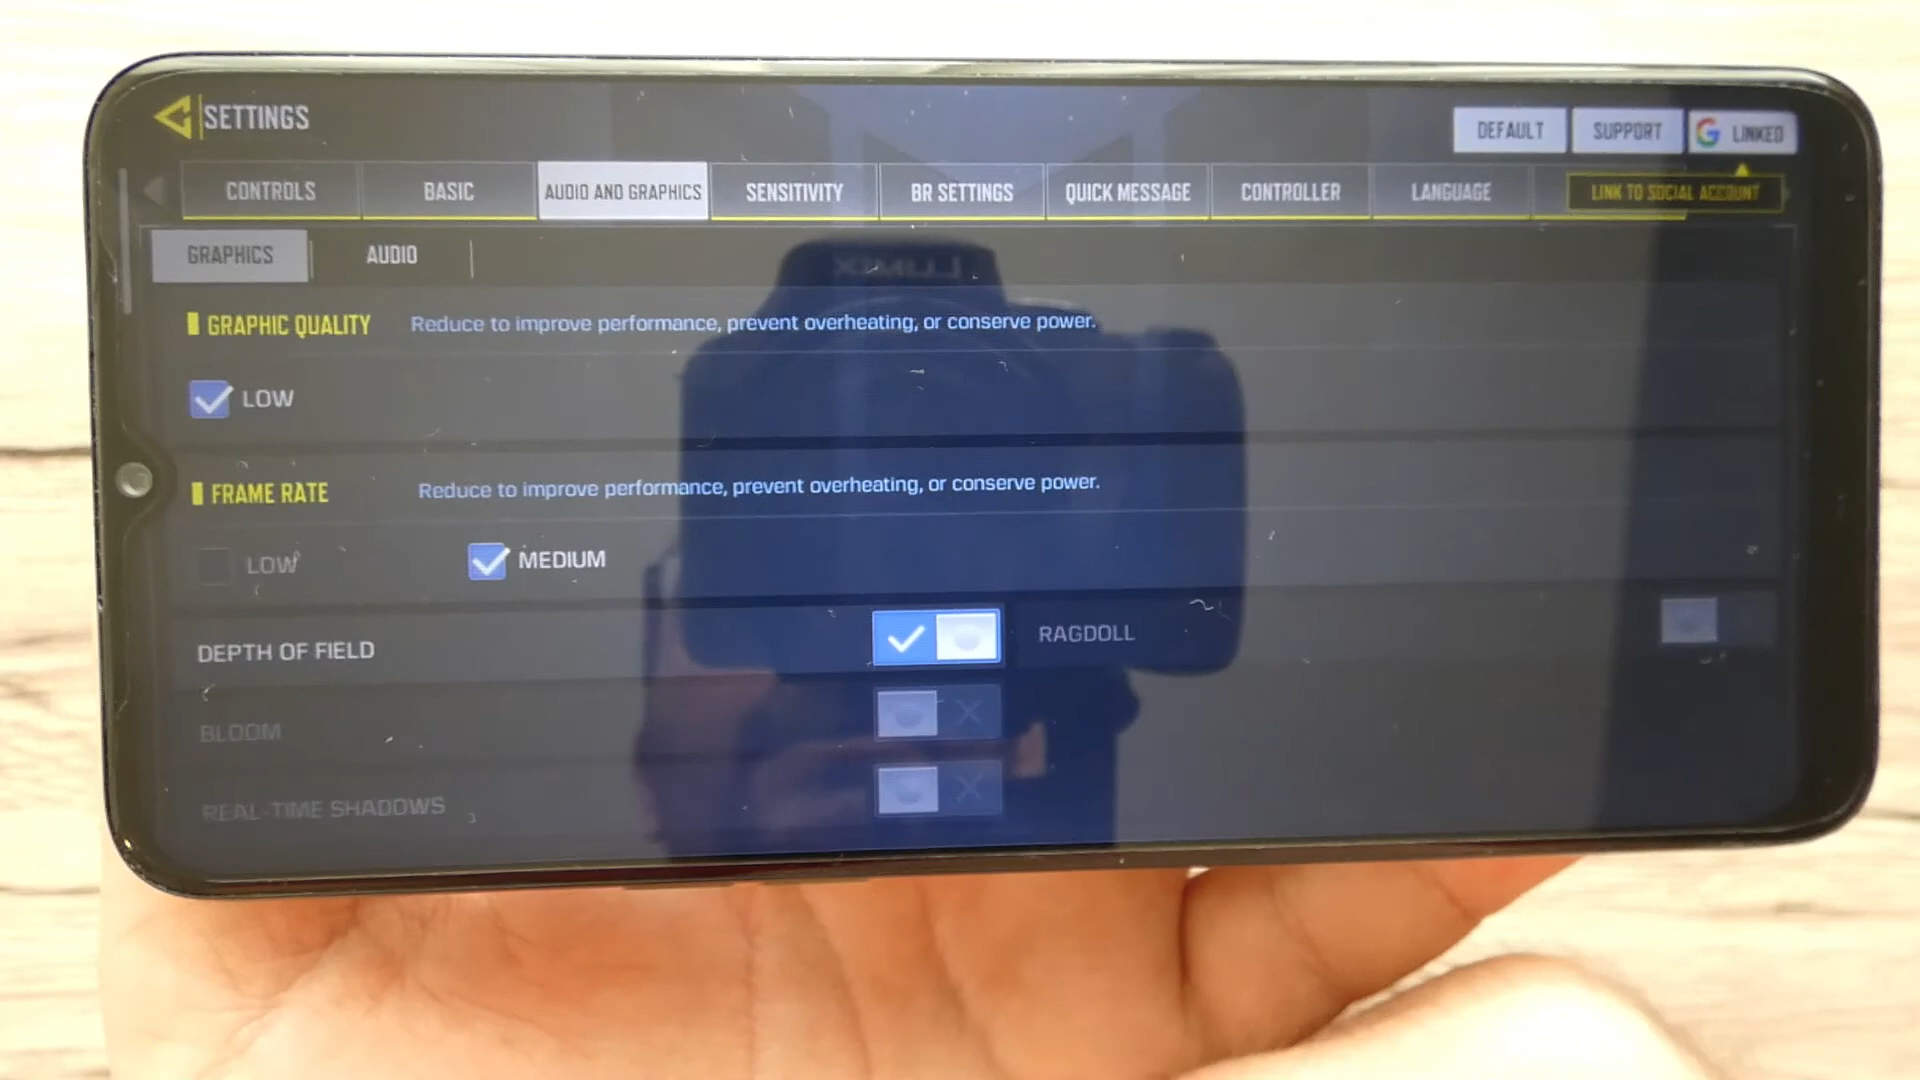 SETTINGS
DEFAULT
SUPPORT
LINKED
CONTROLS
BASIC
AUDIO AND GRAPHICS
SENSITIVITY
BR SETTINGS
QUICK MESSAGE
CONTROLLER
LANGUAGE
LINK TO SOCIAL ACCOUNT
GRAPHICS
AUDIO
GRAPHIC QUALITY
Reduce to improve performance, prevent overheating, or conserve power.
LOW
FRAME RATE
Reduce to improve performance, prevent overheating, or conserve power.
LOW
MEDIUM
DEPTH OF FIELD
RAGDOLL
BLOOM
REAL-TIME SHADOWS
LUMIX